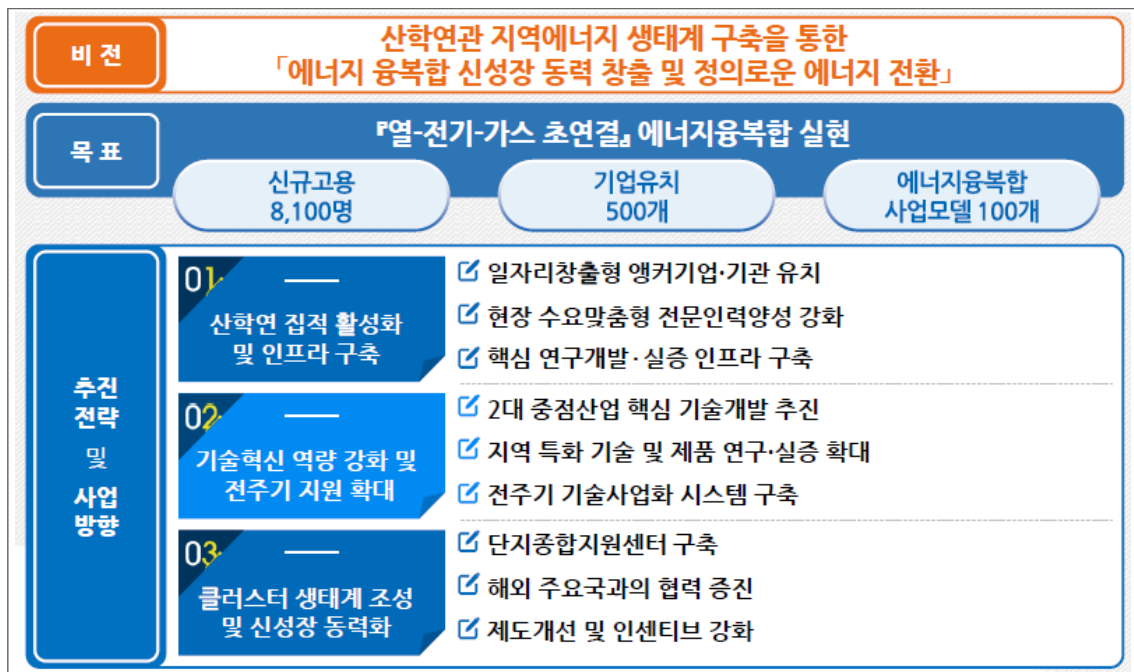 비 전
산학연관 지역에너지 생태계 구축을 통한
「에너지 융복합 신성장 동력 창출 및 정의로운 에너지 전환」
목 표
『열-전기-가스 초연결』 에너지융복합 실현
신규고용
8,100명
기업유치
500개
에너지융복합
사업모델 100개
추진
전략
및
사업
방향
01
산학연 집적 활성화
및 인프라 구축
일자리창출형 앵커기업·기관 유치
현장 수요맞춤형 전문인력양성 강화
핵심 연구개발·실증 인프라 구축
02
기술혁신 역량 강화 및
전주기 지원 확대
2대 중점산업 핵심 기술개발 추진
지역 특화 기술 및 제품 연구·실증 확대
전주기 기술사업화 시스템 구축
03
클러스터 생태계 조성
및 신성장 동력화
단지종합지원센터 구축
해외 주요국과의 협력 증진
제도개선 및 인센티브 강화